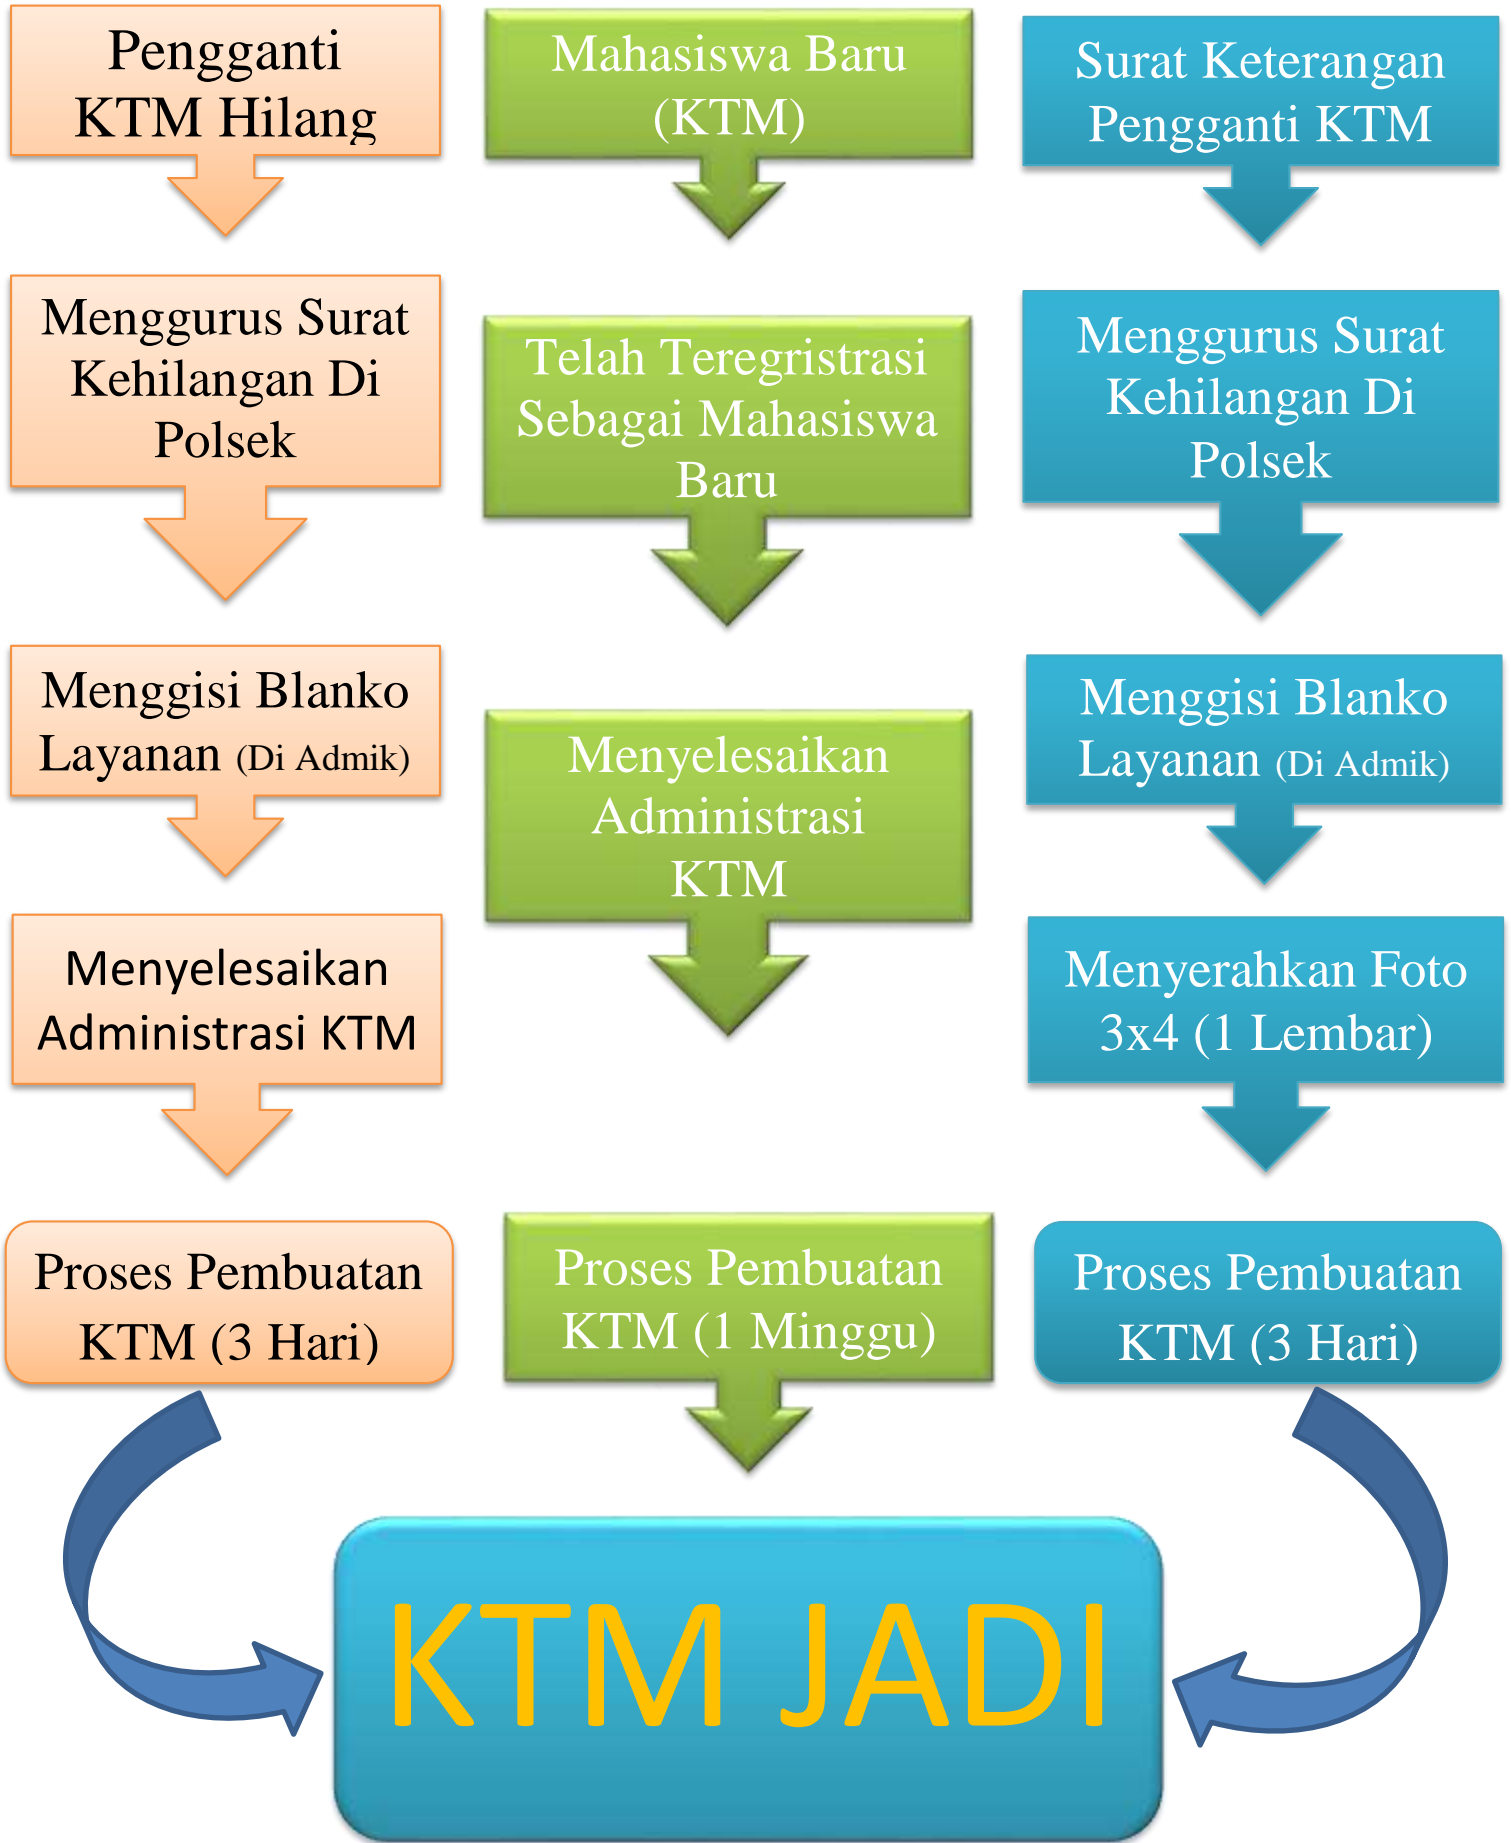 Pengganti
KTM Hilang
Menggurus Surat
Kehilangan Di
Polsek
Menggisi Blanko
Layanan (Di Admik)
Menyelesaikan
Administrasi KTM
Proses Pembuatan
KTM (3 Hari)
Mahasiswa Baru
(KTM)
Telah Teregristrasi
Sebagai Mahasiswa
Baru
Menyelesaikan
Administrasi
KTM
Proses Pembuatan
KTM (1 Minggu)
Surat Keterangan
Pengganti KTM
Menggurus Surat
Kehilangan Di
Polsek
Menggisi Blanko
Layanan (Di Admik)
Menyerahkan Foto
3x4 (1 Lembar)
Proses Pembuatan
KTM (3 Hari)
KTM JADI